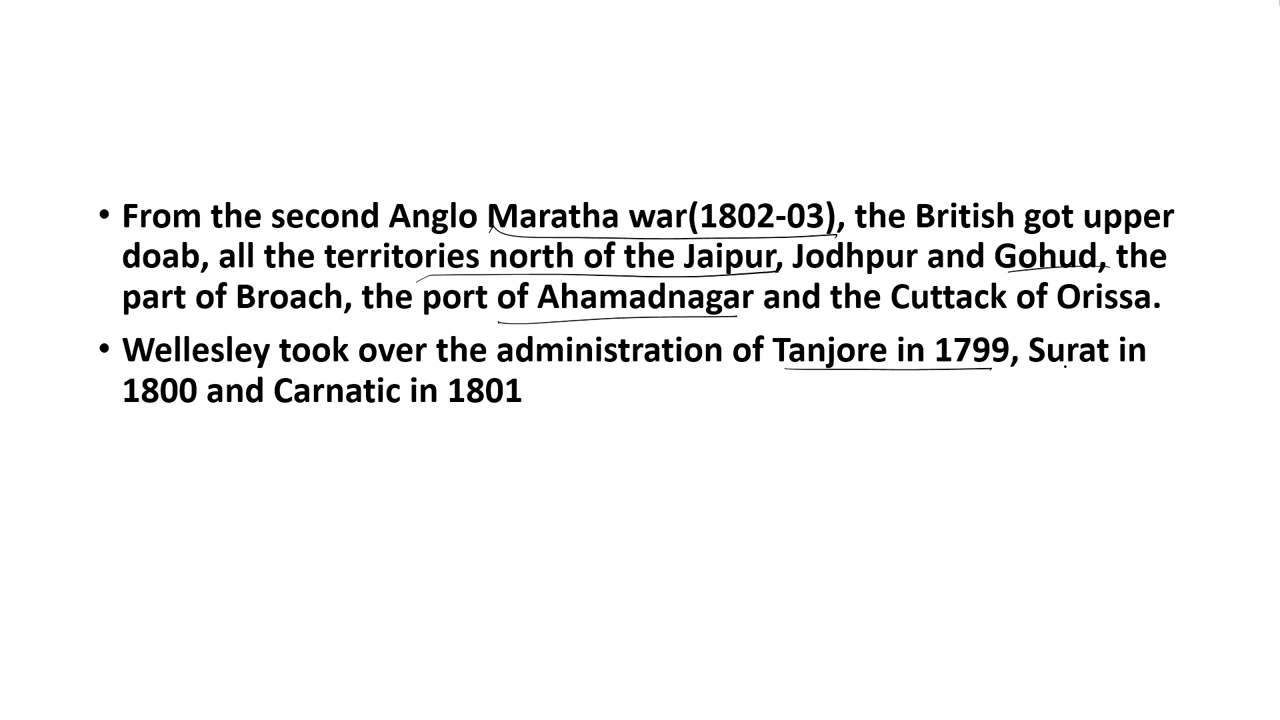 • From the second Anglo Maratha war(1802-03), the British got upper
doab, all the territories north of the Jaipur, Jodhpur and Gohud, the
part of Broach, the port of Ahamadnagar and the Cuttack of Orissa.
• Wellesley took over the administration of Tanjore in 1799, Surat in
1800 and Carnatic in 1801